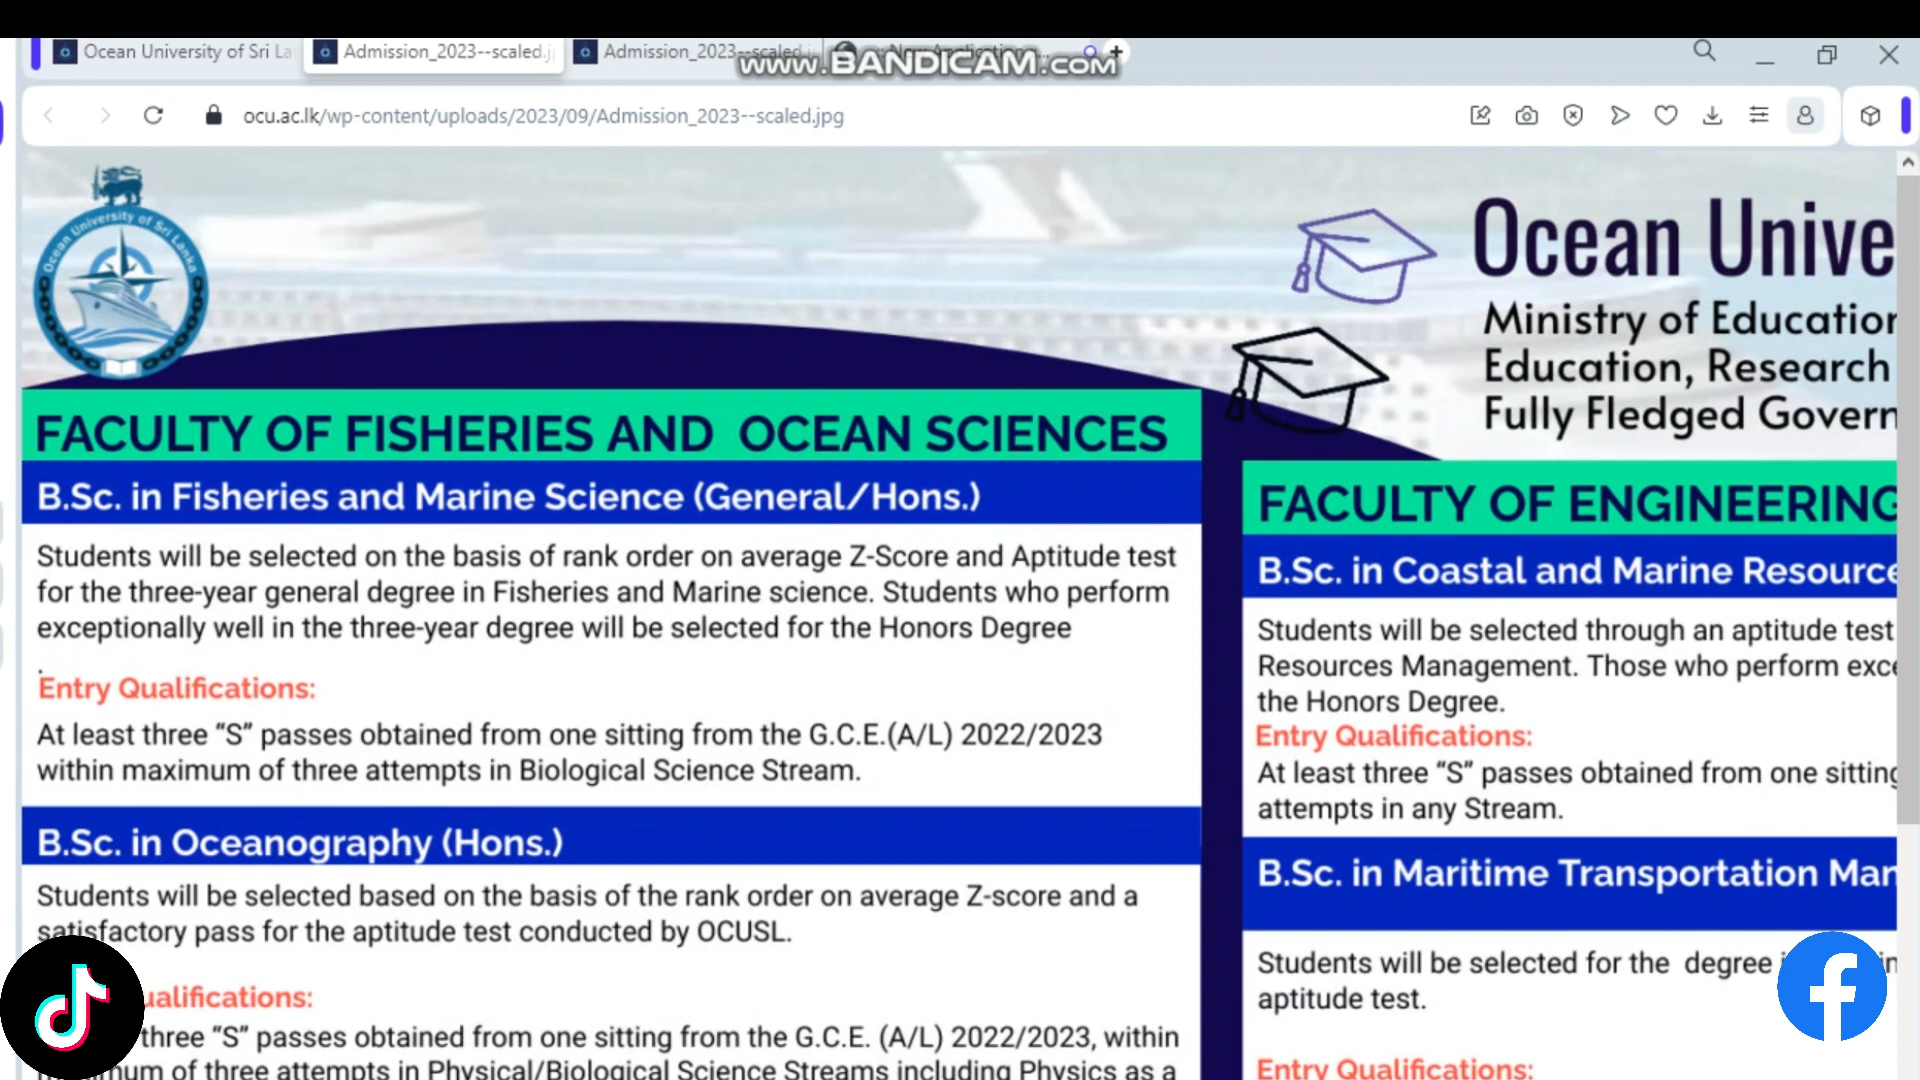 Ocean University of Sri La
Admission_2023--scaled.j
Admission_2023--scaled.j
www.BANDICAM.com
ocu.ac.lk/wp-content/uploads/2023/09/Admission_2023--scaled.jpg
Ocean University of Sri Lanka
Ocean Unive
Ministry of Education
Education, Research
Fully Fledged Govern
FACULTY OF FISHERIES AND OCEAN SCIENCES
B.Sc. in Fisheries and Marine Science (General/Hons.)
Students will be selected on the basis of rank order on average Z-Score and Aptitude test
for the three-year general degree in Fisheries and Marine science. Students who perform
exceptionally well in the three-year degree will be selected for the Honors Degree
.
Entry Qualifications:
At least three “S” passes obtained from one sitting from the G.C.E.(A/L) 2022/2023
within maximum of three attempts in Biological Science Stream.
B.Sc. in Oceanography (Hons.)
Students will be selected based on the basis of the rank order on average Z-score and a
satisfactory pass for the aptitude test conducted by OCUSL.
ualifications:
three “S” passes obtained from one sitting from the G.C.E. (A/L) 2022/2023, within
of three attempts in Physical/Biological Science Streams including Physics as a
FACULTY OF ENGINEERING
B.Sc. in Coastal and Marine Resource
Students will be selected through an aptitude test
Resources Management. Those who perform exce
the Honors Degree.
Entry Qualifications:
At least three “S” passes obtained from one sitting
attempts in any Stream.
B.Sc. in Maritime Transportation Man
Students will be selected for the degree
aptitude test.
Entry Qualifications: